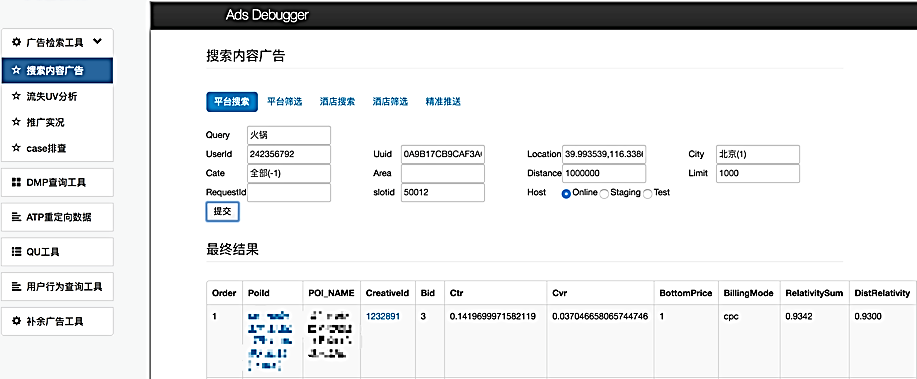 Ads Debugger
广告检索工具
搜索内容广告
流失UV分析
推广实况
case排查
DMP查询工具
ATP重定向数据
QU工具
用户行为查询工具
补余广告工具
搜索内容广告
平台搜索 平台筛选 酒店搜索 酒店筛选 精准推送
Query 火锅
UserId 242356792 Uuid 0A9B17CB9CAF3A Location 39.993539,116.3386 City 北京(1)
Cate 全部(-1) Area Distance 1000000 Limit 1000
RequestId slotid 50012 Host Online Staging Test
提交
最终结果
Order PoiId POI_NAME CreativeId Bid Ctr Cvr BottomPrice BillingMode RelativitySum DistRelativity
1 1232891 3 0.1419699971582119 0.037046658065744746 1 cpc 0.9342 0.9300